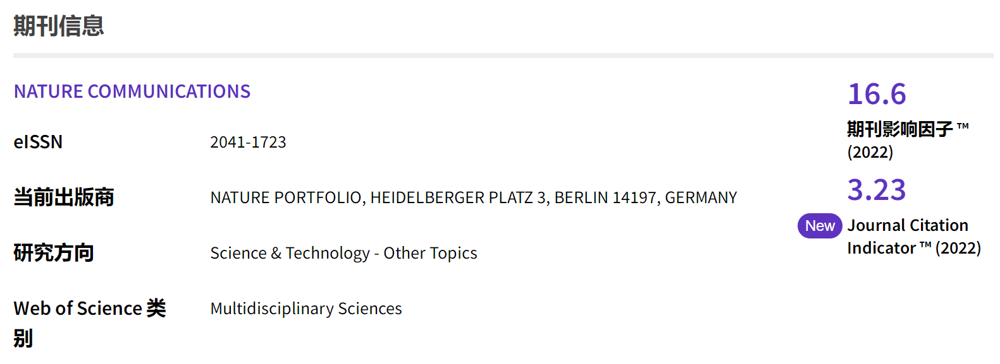 期刊信息
NATURE COMMUNICATIONS
eISSN 2041-1723
当前出版商 NATURE PORTFOLIO, HEIDELBERGER PLATZ 3, BERLIN 14197, GERMANY
研究方向 Science & Technology - Other Topics
Web of Science 类 Multidisciplinary Sciences
别
16.6
期刊影响因子 ™
(2022)
3.23
New Journal Citation
Indicator ™ (2022)